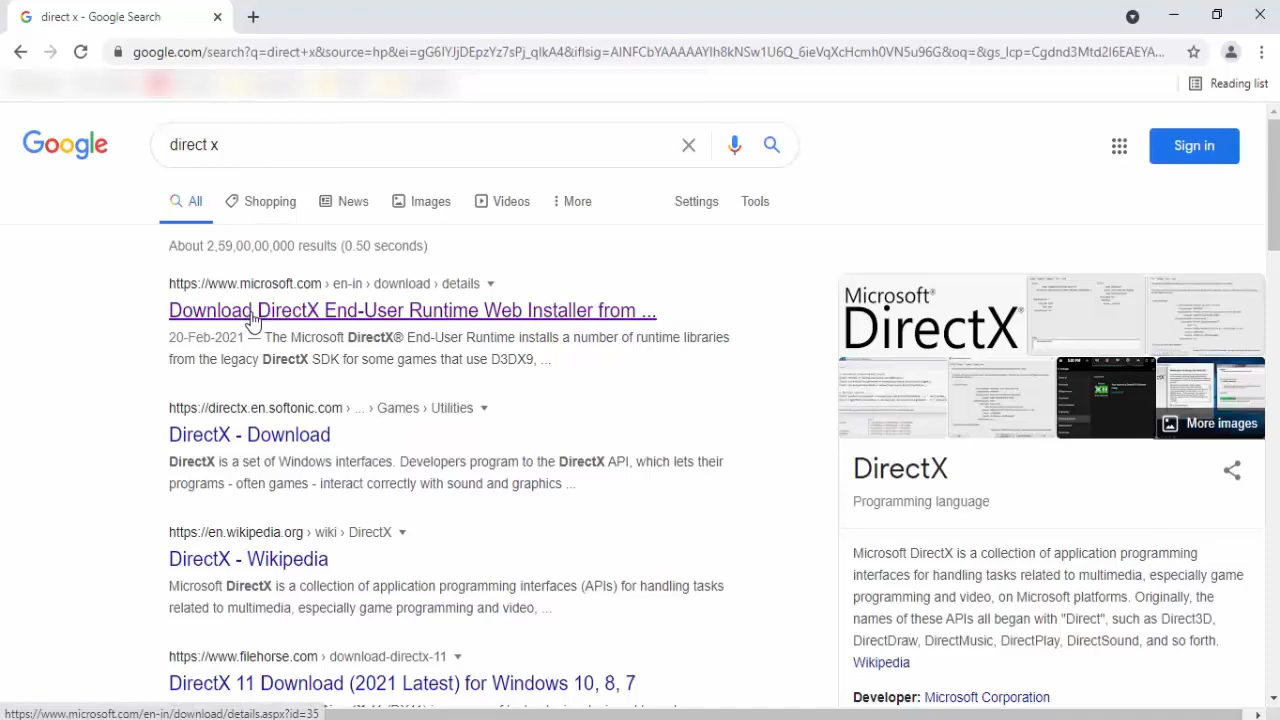 direct x - Google Search
google.com/search?q=direct+x&source=hp&ei=gG6IYJjDEpzYz7sPj_qIkA4&iflsig=AINFCbYAAAAAYIh8kNSw1U6Q_6ieVqXcHcmh0VN5u96G&oq=&gs_lcp=Cgdnd3Mtd2l6EAEYA...
Reading list
Google
direct x
Sign in
All
Shopping
News
Images
Videos
More
Settings
Tools
About 2,59,00,00,000 results (0.50 seconds)
https://www.microsoft.com › en-in › download › details
Download DirectX End-User Runtime Web Installer from ...
20-Feb-2021 — The Microsoft DirectX® End-User Runtime installs a number of runtime libraries
from the legacy DirectX SDK for some games that use D3DX9, ...
https://directx.en.softonic.com › ... › Games › Utilities
DirectX - Download
DirectX is a set of Windows interfaces. Developers program to the DirectX API, which lets their
programs - often games - interact correctly with sound and graphics ...
https://en.wikipedia.org › wiki › DirectX
DirectX - Wikipedia
Microsoft DirectX is a collection of application programming interfaces (APIs) for handling tasks
related to multimedia, especially game programming and video, ...
https://www.filehorse.com › download-directx-11
DirectX 11 Download (2021 Latest) for Windows 10, 8, 7
Microsoft®
DirectX®
More images
DirectX
Programming language
Microsoft DirectX is a collection of application programming
interfaces for handling tasks related to multimedia, especially game
programming and video, on Microsoft platforms. Originally, the
names of these APIs all began with "Direct", such as Direct3D,
DirectDraw, DirectMusic, DirectPlay, DirectSound, and so forth.
Wikipedia
Developer: Microsoft Corporation
https://www.microsoft.com/en-in/download/details.aspx?id=35